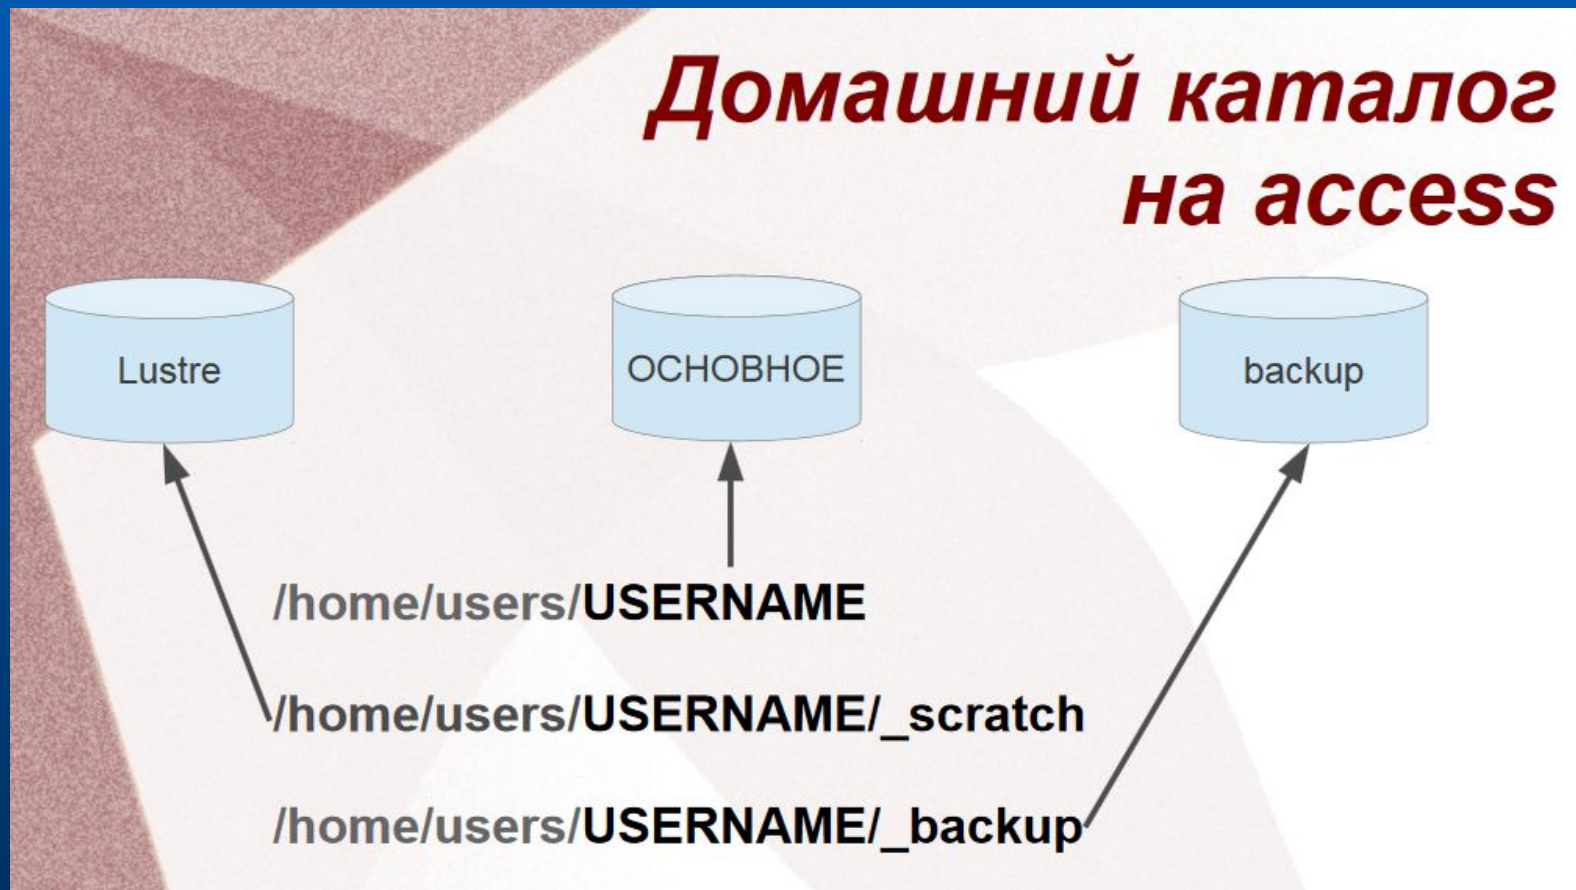 Домашний каталог
на access
Lustre
ОСНОВНОЕ
backup
/home/users/USERNAME
/home/users/USERNAME/_scratch
/home/users/USERNAME/_backup